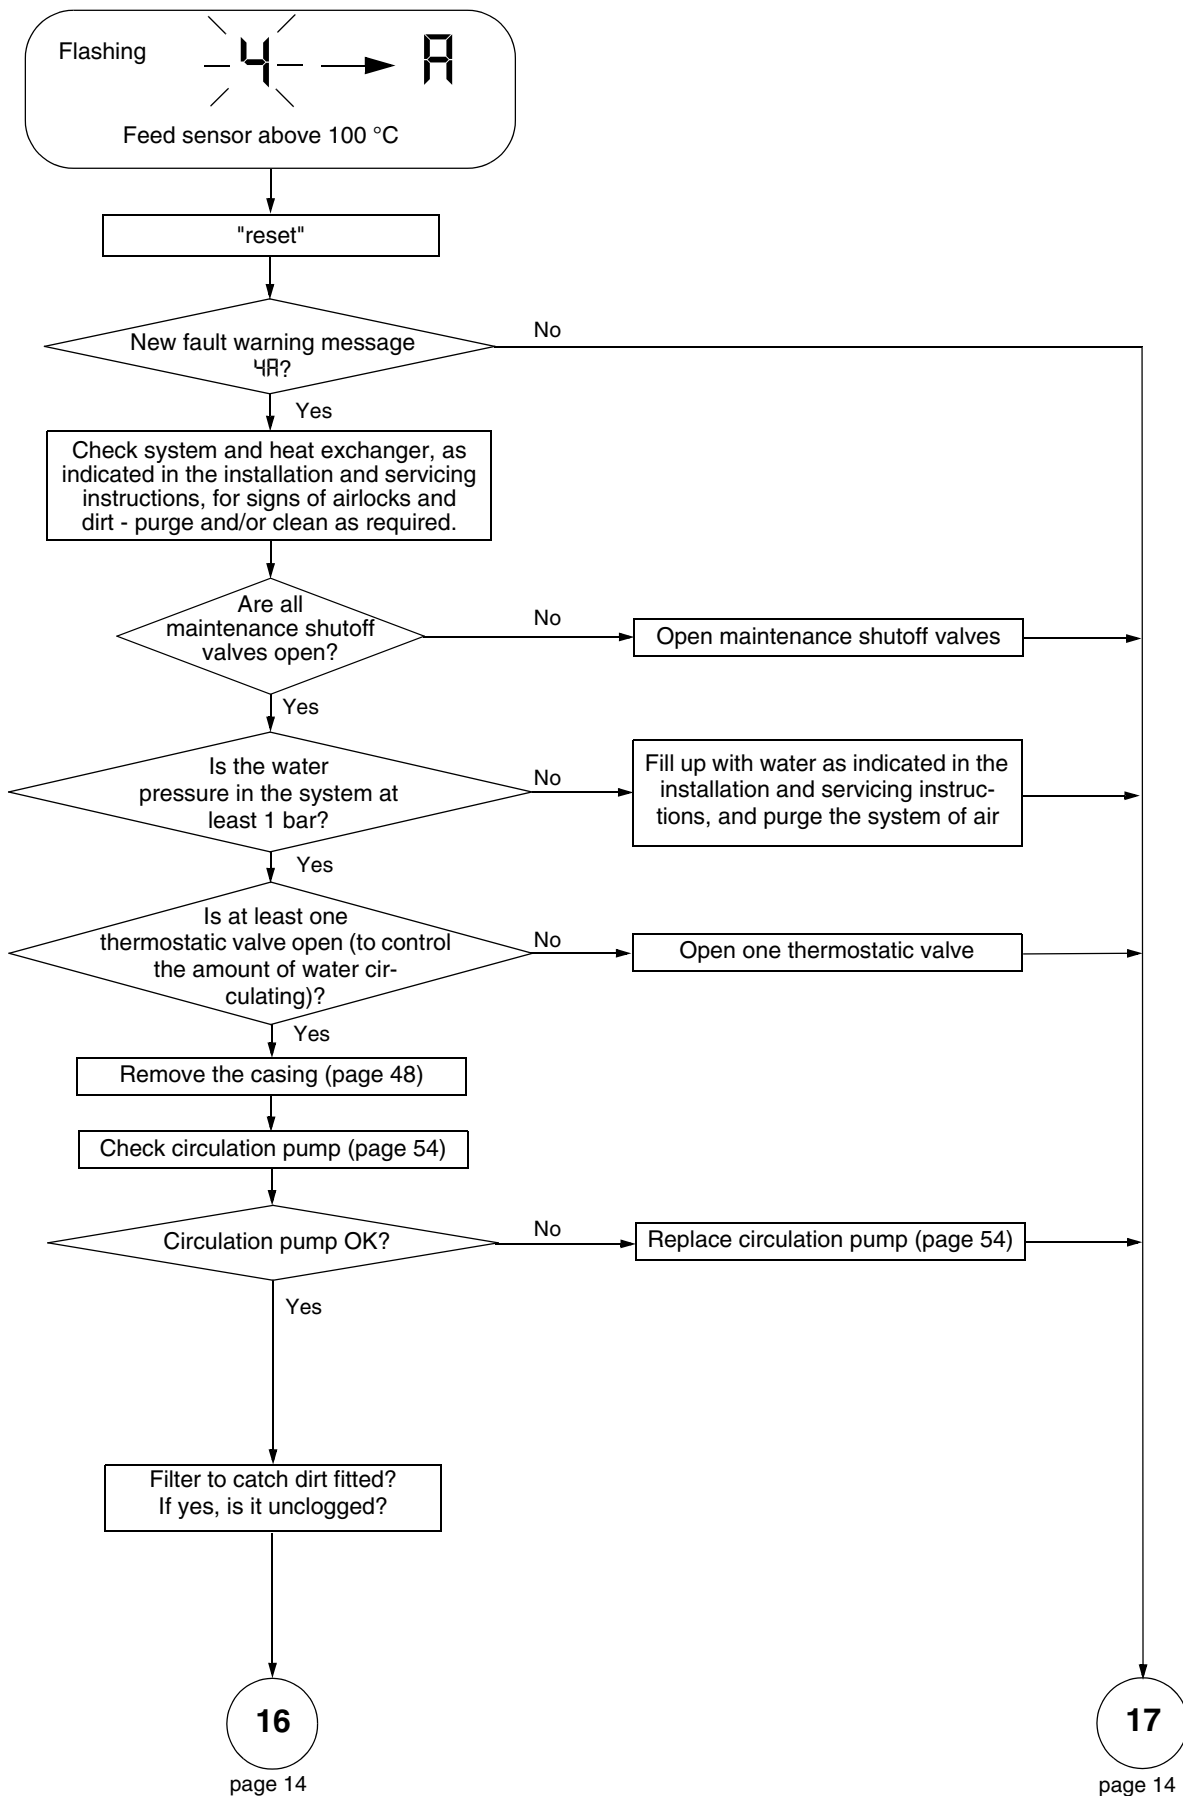 Flashing
4
A
Feed sensor above 100 °C
"reset"
New fault warning message
4A?
No
Yes
Check system and heat exchanger, as
indicated in the installation and servicing
instructions, for signs of airlocks and
dirt - purge and/or clean as required.
Are all
maintenance shutoff
valves open?
No
Open maintenance shutoff valves
Yes
Is the water
pressure in the system at
least 1 bar?
No
Fill up with water as indicated in the
installation and servicing instruc-
tions, and purge the system of air
Yes
Is at least one
thermostatic valve open (to control
the amount of water cir-
culating)?
No
Open one thermostatic valve
Yes
Remove the casing (page 48)
Check circulation pump (page 54)
Circulation pump OK?
No
Replace circulation pump (page 54)
Yes
Filter to catch dirt fitted?
If yes, is it unclogged?
16
page 14
17
page 14